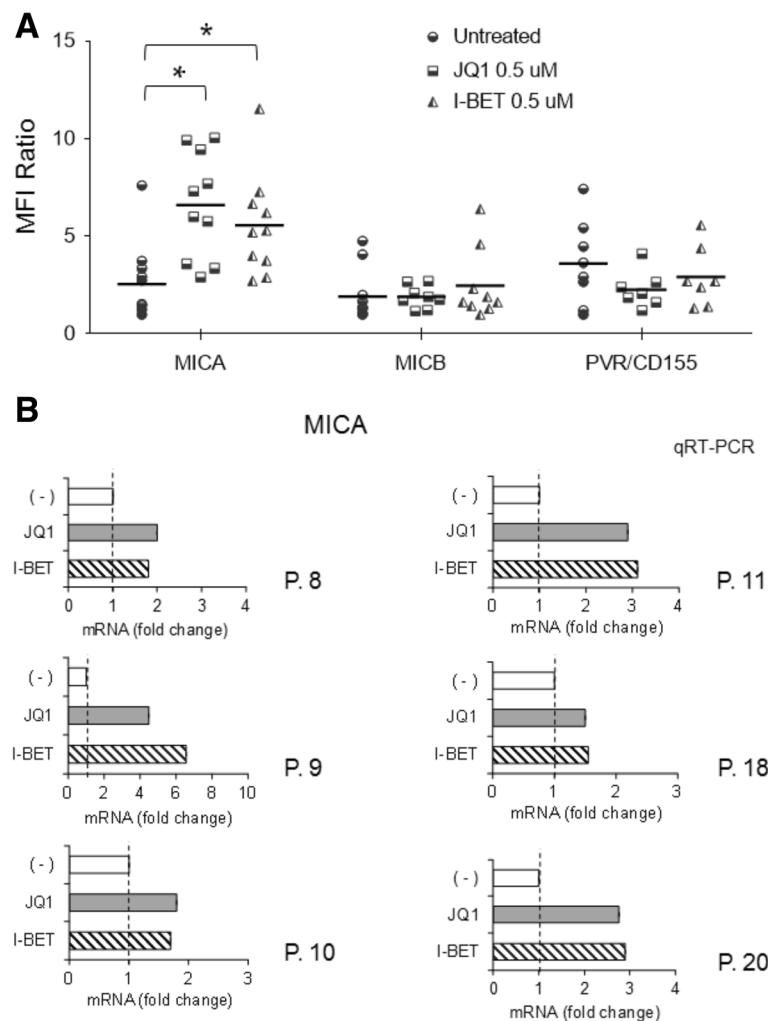 A
15
10
5
0
MFI Ratio
* *
Untreated
JQ1 0.5 uM
I-BET 0.5 uM
MICA MICB PVR/CD155
B
MICA
qRT-PCR
(-)
JQ1
I-BET
0 1 2 3 4
mRNA (fold change)
P. 8
(-)
JQ1
I-BET
0 1 2 3 4
mRNA (fold change)
P. 11
(-)
JQ1
I-BET
0 2 4 6 8 10
mRNA (fold change)
P. 9
(-)
JQ1
I-BET
0 1 2 3
mRNA (fold change)
P. 18
(-)
JQ1
I-BET
0 1 2 3
mRNA (fold change)
P. 10
(-)
JQ1
I-BET
0 1 2 3 4
mRNA (fold change)
P. 20